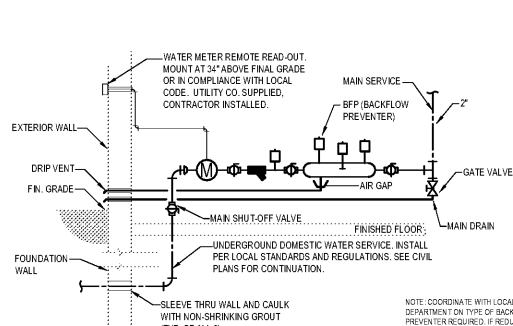 WATER METER REMOTE READ-OUT.
MOUNT AT 34" ABOVE FINAL GRADE
OR IN COMPLIANCE WITH LOCAL
CODE. UTILITY CO. SUPPLIED,
CONTRACTOR INSTALLED.
MAIN SERVICE
2"
BFP (BACKFLOW
PREVENTER)
EXTERIOR WALL
DRIP VENT
M
GATE VALVE
AIR GAP
FIN. GRADE
MAIN SHUT-OFF VALVE
MAIN DRAIN
FINISHED FLOOR
UNDERGROUND DOMESTIC WATER SERVICE. INSTALL
PER LOCAL STANDARDS AND REGULATIONS. SEE CIVIL
PLANS FOR CONTINUATION.
FOUNDATION
WALL
SLEEVE THRU WALL AND CAULK
WITH NON-SHRINKING GROUT
NOTE: COORDINATE WITH LOCA
DEPARTMENT ON TYPE OF BACK
PREVENTER REQUIRED. IF REDU